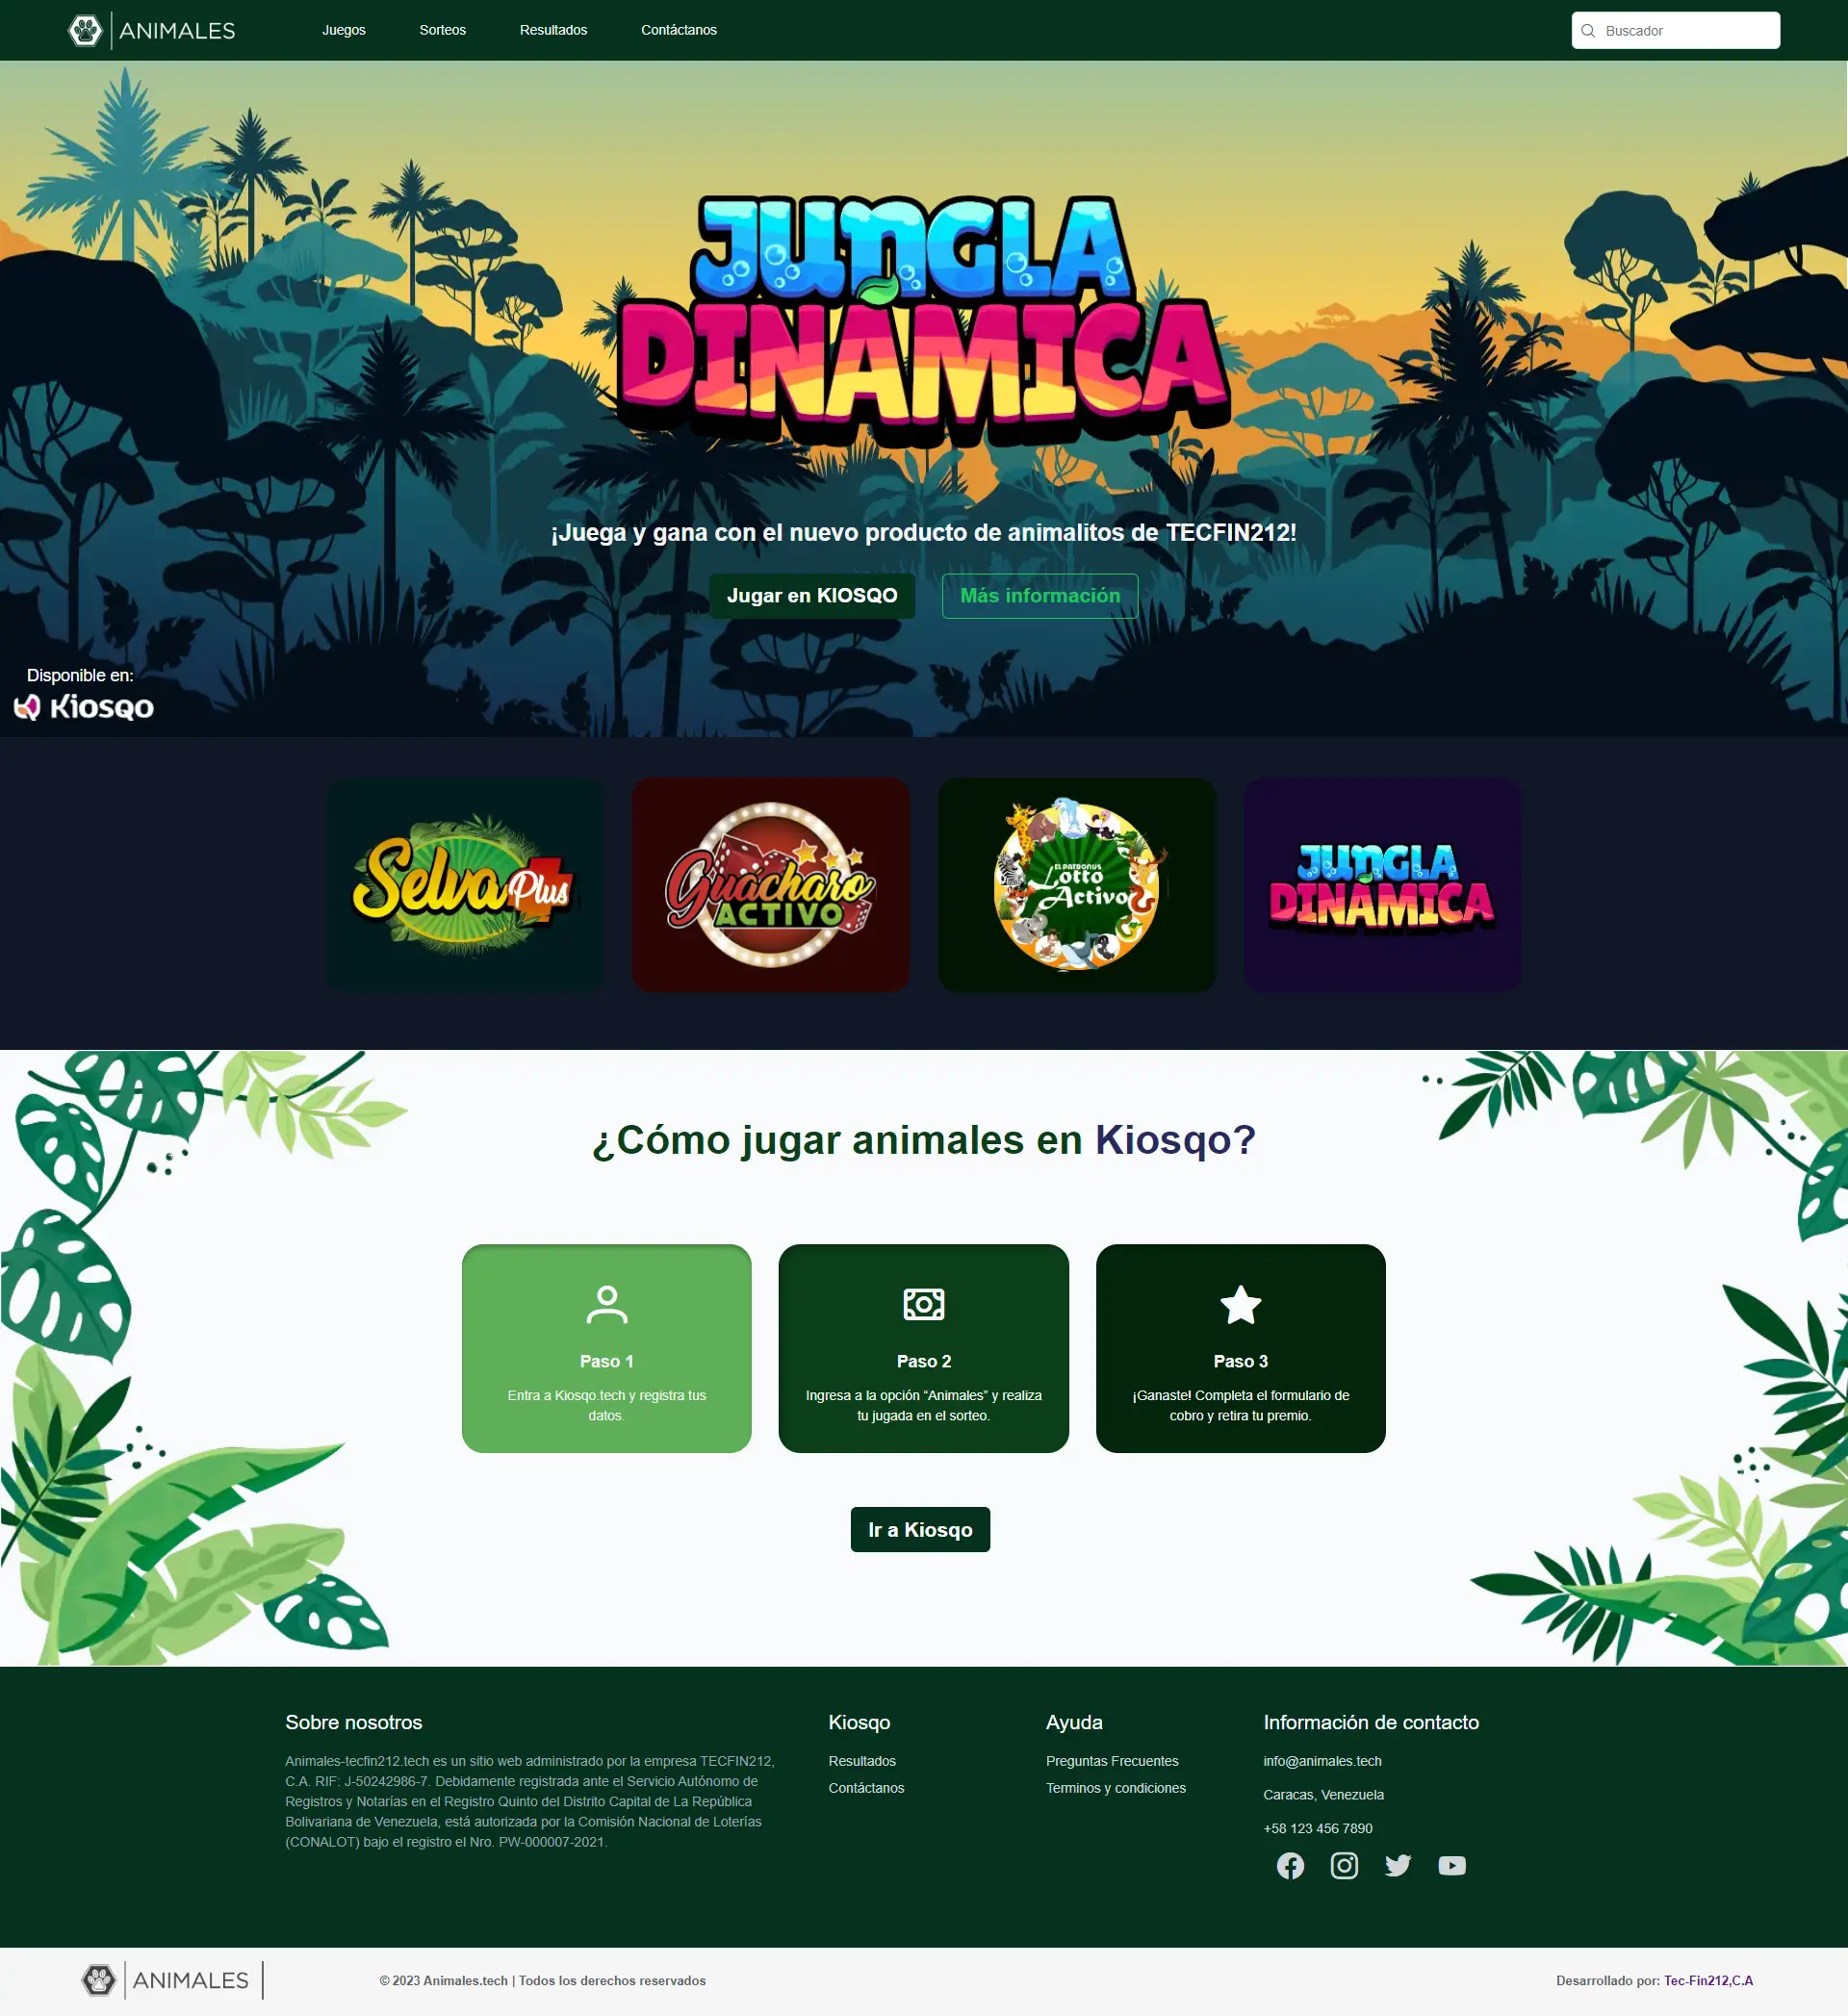 ANIMALES
Juegos
Sorteos
Resultados
Contáctanos
Buscador
JUNGLA
DINÁMICA
¡Juega y gana con el nuevo producto de animalitos de TECFIN212!
Jugar en KIOSQO
Más información
Disponible en:
Kiosqo
Selva Plus
Guácharo
ACTIVO
EL PATRONUS
Lotto
Activo
JUNGLA
DINÁMICA
¿Cómo jugar animales en Kiosqo?
Paso 1
Entra a Kiosqo.tech y registra tus
datos.
Paso 2
Ingresa a la opción “Animales” y realiza
tu jugada en el sorteo.
Paso 3
¡Ganaste! Completa el formulario de
cobro y retira tu premio.
Ir a Kiosqo
Sobre nosotros
Animales-tecfin212.tech es un sitio web administrado por la empresa TECFIN212,
C.A. RIF: J-50242986-7. Debidamente registrada ante el Servicio Autónomo de
Registros y Notarías en el Registro Quinto del Distrito Capital de La República
Bolivariana de Venezuela, está autorizada por la Comisión Nacional de Loterías
(CONALOT) bajo el registro el Nro. PW-000007-2021.
Kiosqo
Resultados
Contáctanos
Ayuda
Preguntas Frecuentes
Terminos y condiciones
Información de contacto
info@animales.tech
Caracas, Venezuela
+58 123 456 7890
ANIMALES
© 2023 Animales.tech | Todos los derechos reservados
Desarrollado por: Tec-Fin212,C.A